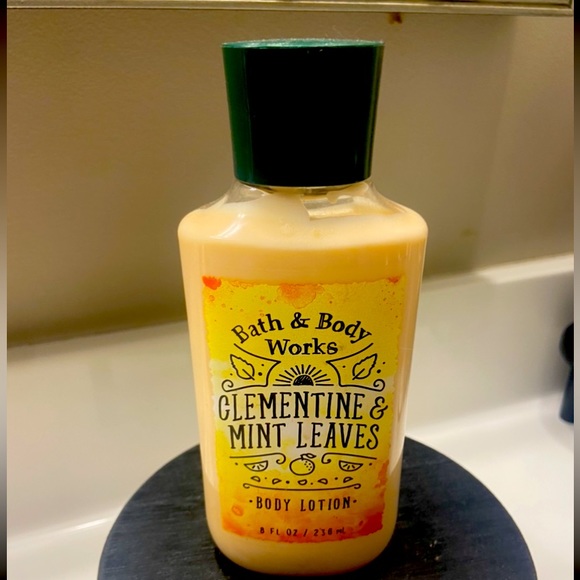 Bath & Body
Works
CLEMENTINE &
MINT LEAVES
·BODY LOTION·
8 FL OZ / 236 mL